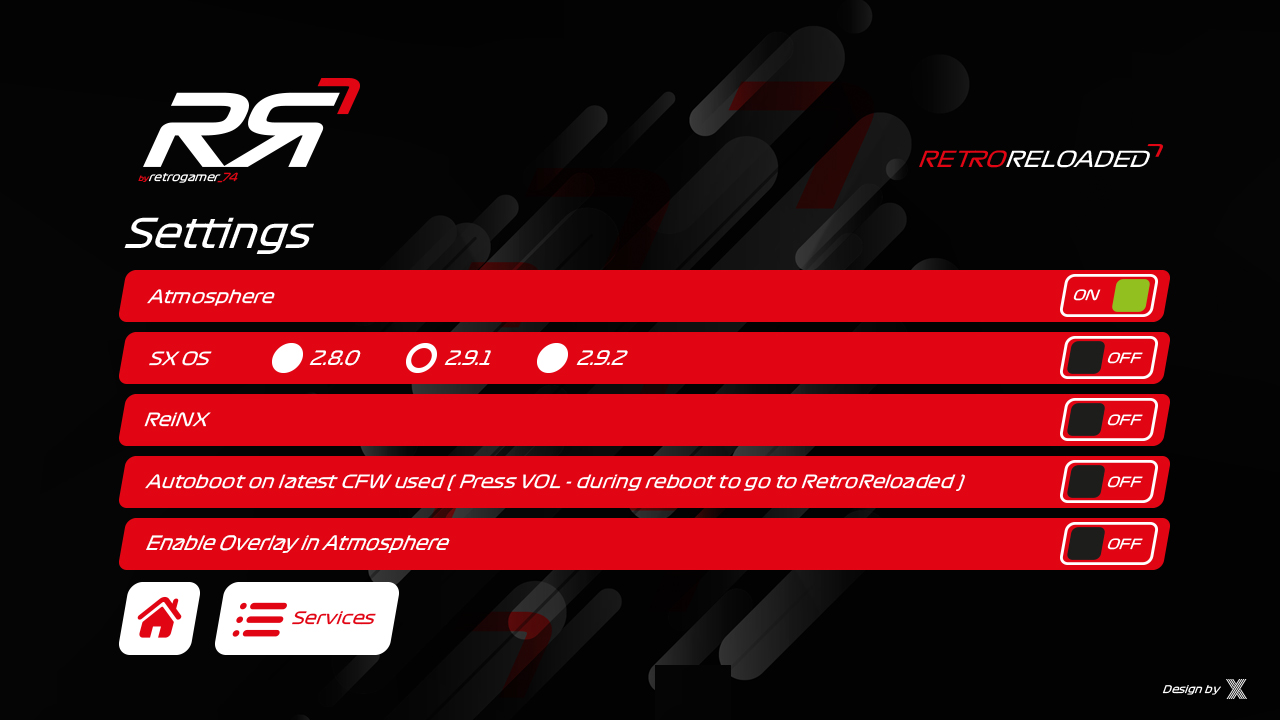 RR
by retrogamer_74
RETRORELOADED
Settings
Atmosphere ON
SX OS 2.8.0 2.9.1 2.9.2 OFF
ReiNX OFF
Autoboot on latest CFW used ( Press VOL - during reboot to go to RetroReloaded ) OFF
Enable Overlay in Atmosphere OFF
Services
Design by X